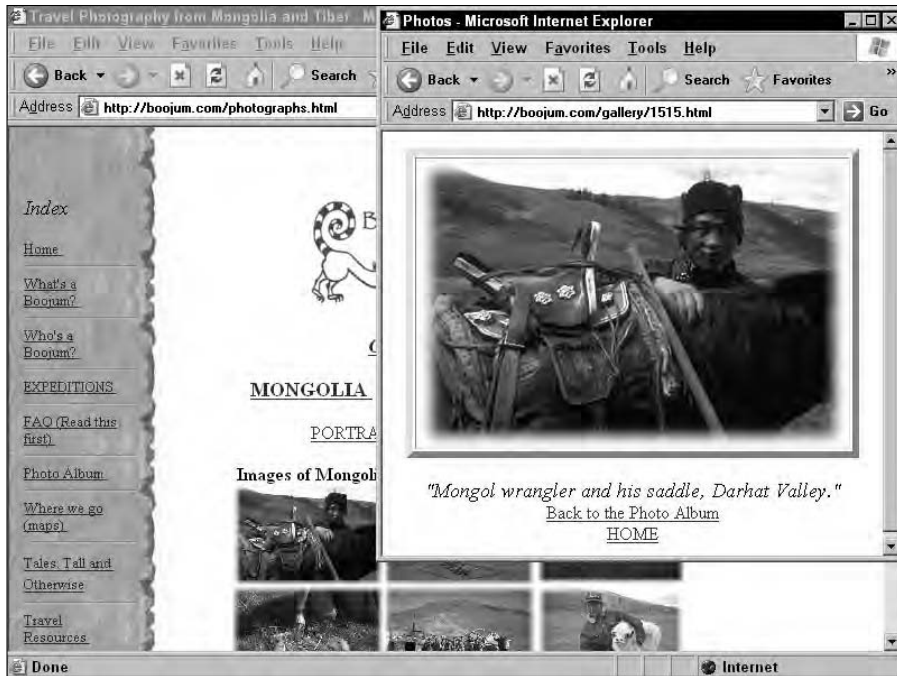 Travel Photography from Mongolia and Tibet - M
File Edit View Favorites Tools Help
Back Search
Address http://boojum.com/photographs.html
Index
Home
What's a
Boojum?
Who's a
Boojum?
EXPEDITIONS
FAQ (Read this
first)
Photo Album
Where we go
(maps)
Tales, Tall and
Otherwise
Travel
Resources
B
MONGOLIA
PORTRA
Images of Mongoli
Done
Internet
Photos - Microsoft Internet Explorer
File Edit View Favorites Tools Help
Back Search Favorites »
Address http://boojum.com/gallery/1515.html Go
"Mongol wrangler and his saddle, Darhat Valley."
Back to the Photo Album
HOME